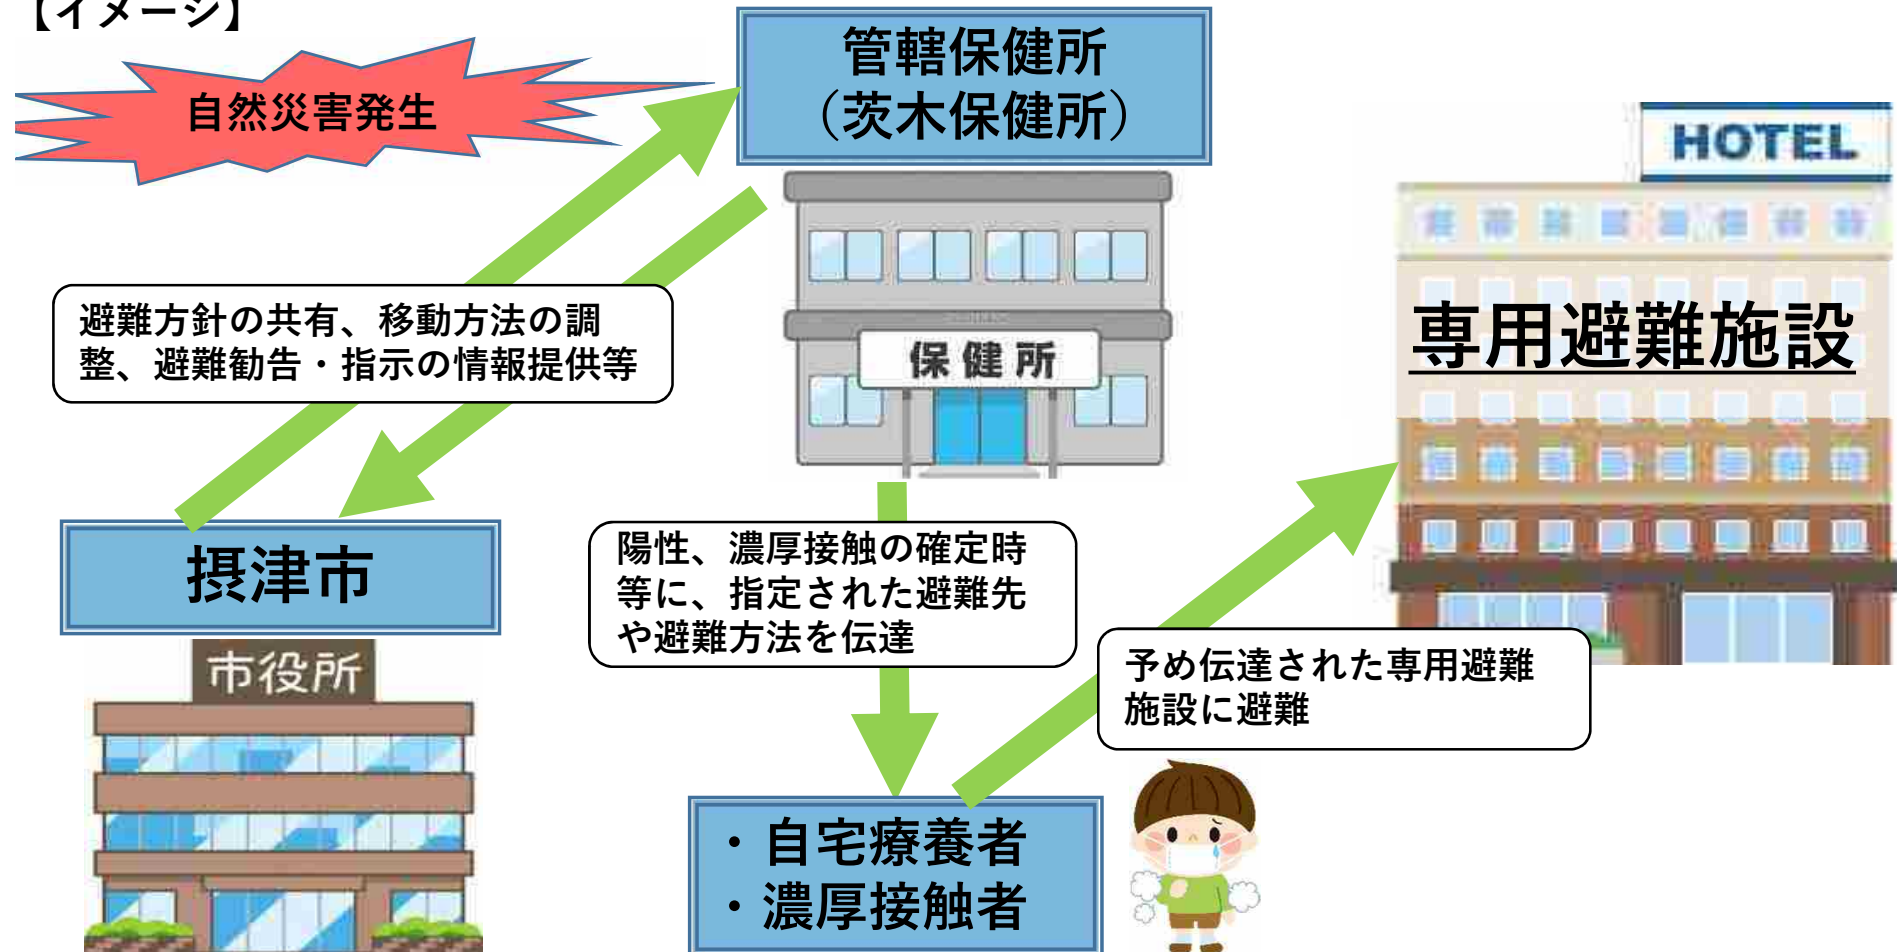 【イメージ】
自然災害発生
管轄保健所
（茨木保健所）
HOTEL
避難方針の共有、移動方法の調
整、避難勧告・指示の情報提供等
保健所
専用避難施設
摂津市
陽性、濃厚接触の確定時
等に、指定された避難先
や避難方法を伝達
市役所
予め伝達された専用避難
施設に避難
・自宅療養者
・濃厚接触者